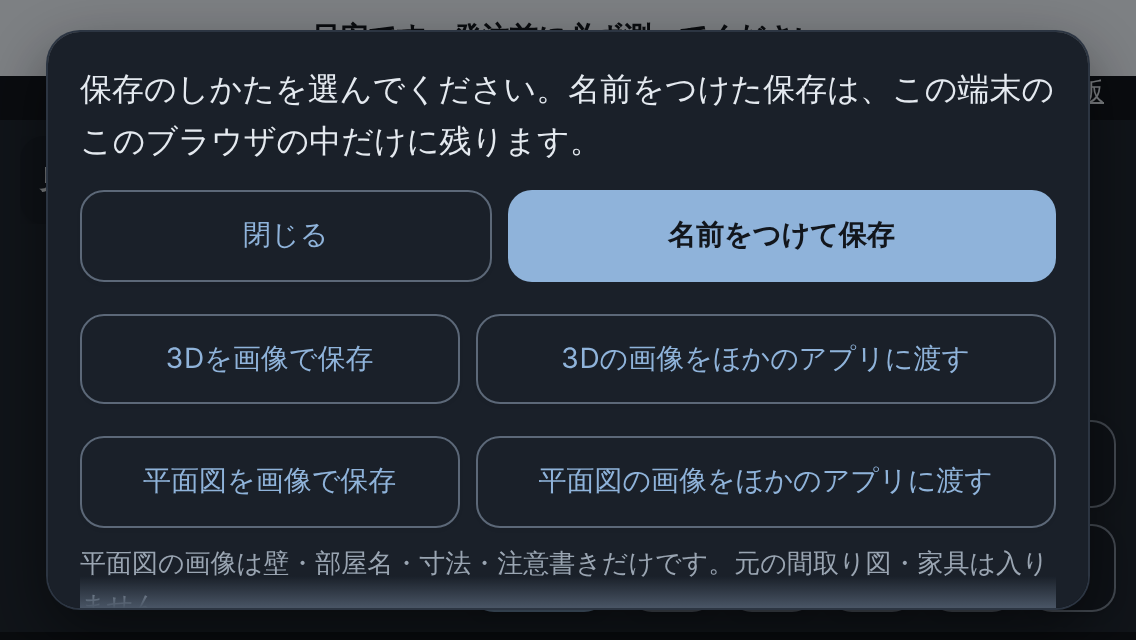 保存のしかたを選んでください。名前をつけた保存は、この端末の
このブラウザの中だけに残ります。
閉じる
名前をつけて保存
3Dを画像で保存
3Dの画像をほかのアプリに渡す
平面図を画像で保存
平面図の画像をほかのアプリに渡す
平面図の画像は壁・部屋名・寸法・注意書きだけです。元の間取り図・家具は入り
ません